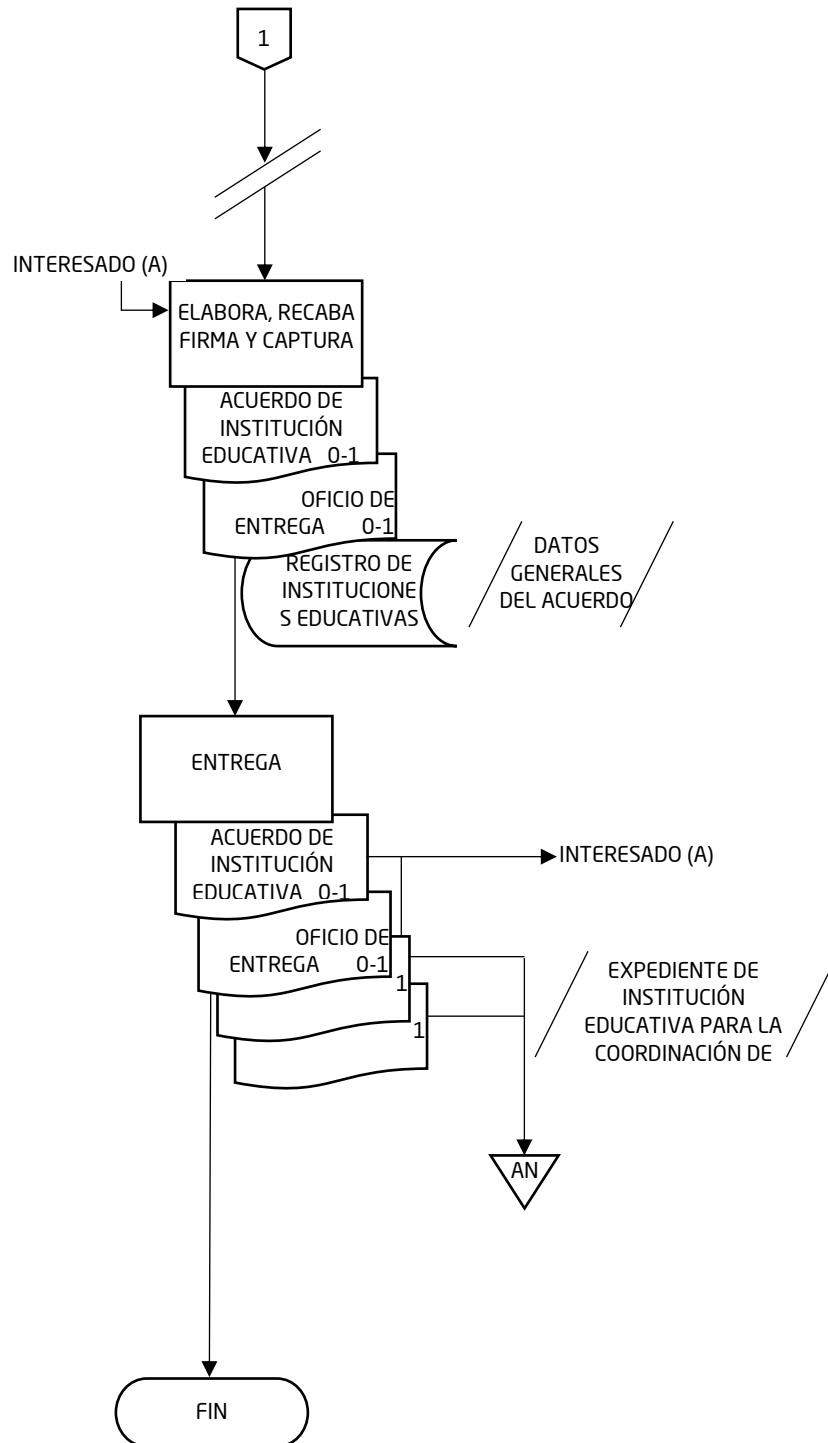 1
INTERESADO (A)
ELABORA, RECABA
FIRMA Y CAPTURA
ACUERDO DE
INSTITUCIÓN
EDUCATIVA 0-1
OFICIO DE
ENTREGA 0-1
REGISTRO DE
INSTITUCIONE
S EDUCATIVAS
DATOS
GENERALES
DEL ACUERDO
ENTREGA
ACUERDO DE
INSTITUCIÓN
EDUCATIVA 0-1
INTERESADO (A)
OFICIO DE
ENTREGA 0-1
1
1
EXPEDIENTE DE
INSTITUCIÓN
EDUCATIVA PARA LA
COORDINACIÓN DE
AN
FIN